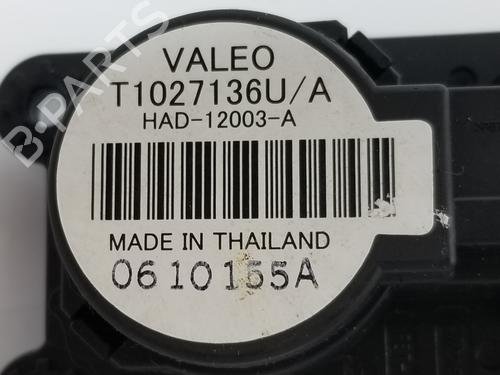 VALEO
T1027136U/A
HAD-12003-A
MADE IN THAILAND
0610155A
B-PARTS